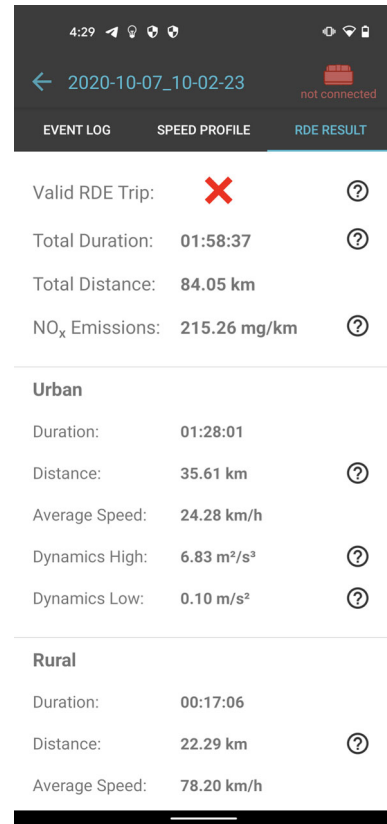 4:29
2020-10-07_10-02-23
not connected
EVENT LOG SPEED PROFILE RDE RESULT
Valid RDE Trip:
Total Duration: 01:58:37
Total Distance: 84.05 km
NOₓ Emissions: 215.26 mg/km
Urban
Duration: 01:28:01
Distance: 35.61 km
Average Speed: 24.28 km/h
Dynamics High: 6.83 m²/s³
Dynamics Low: 0.10 m/s²
Rural
Duration: 00:17:06
Distance: 22.29 km
Average Speed: 78.20 km/h